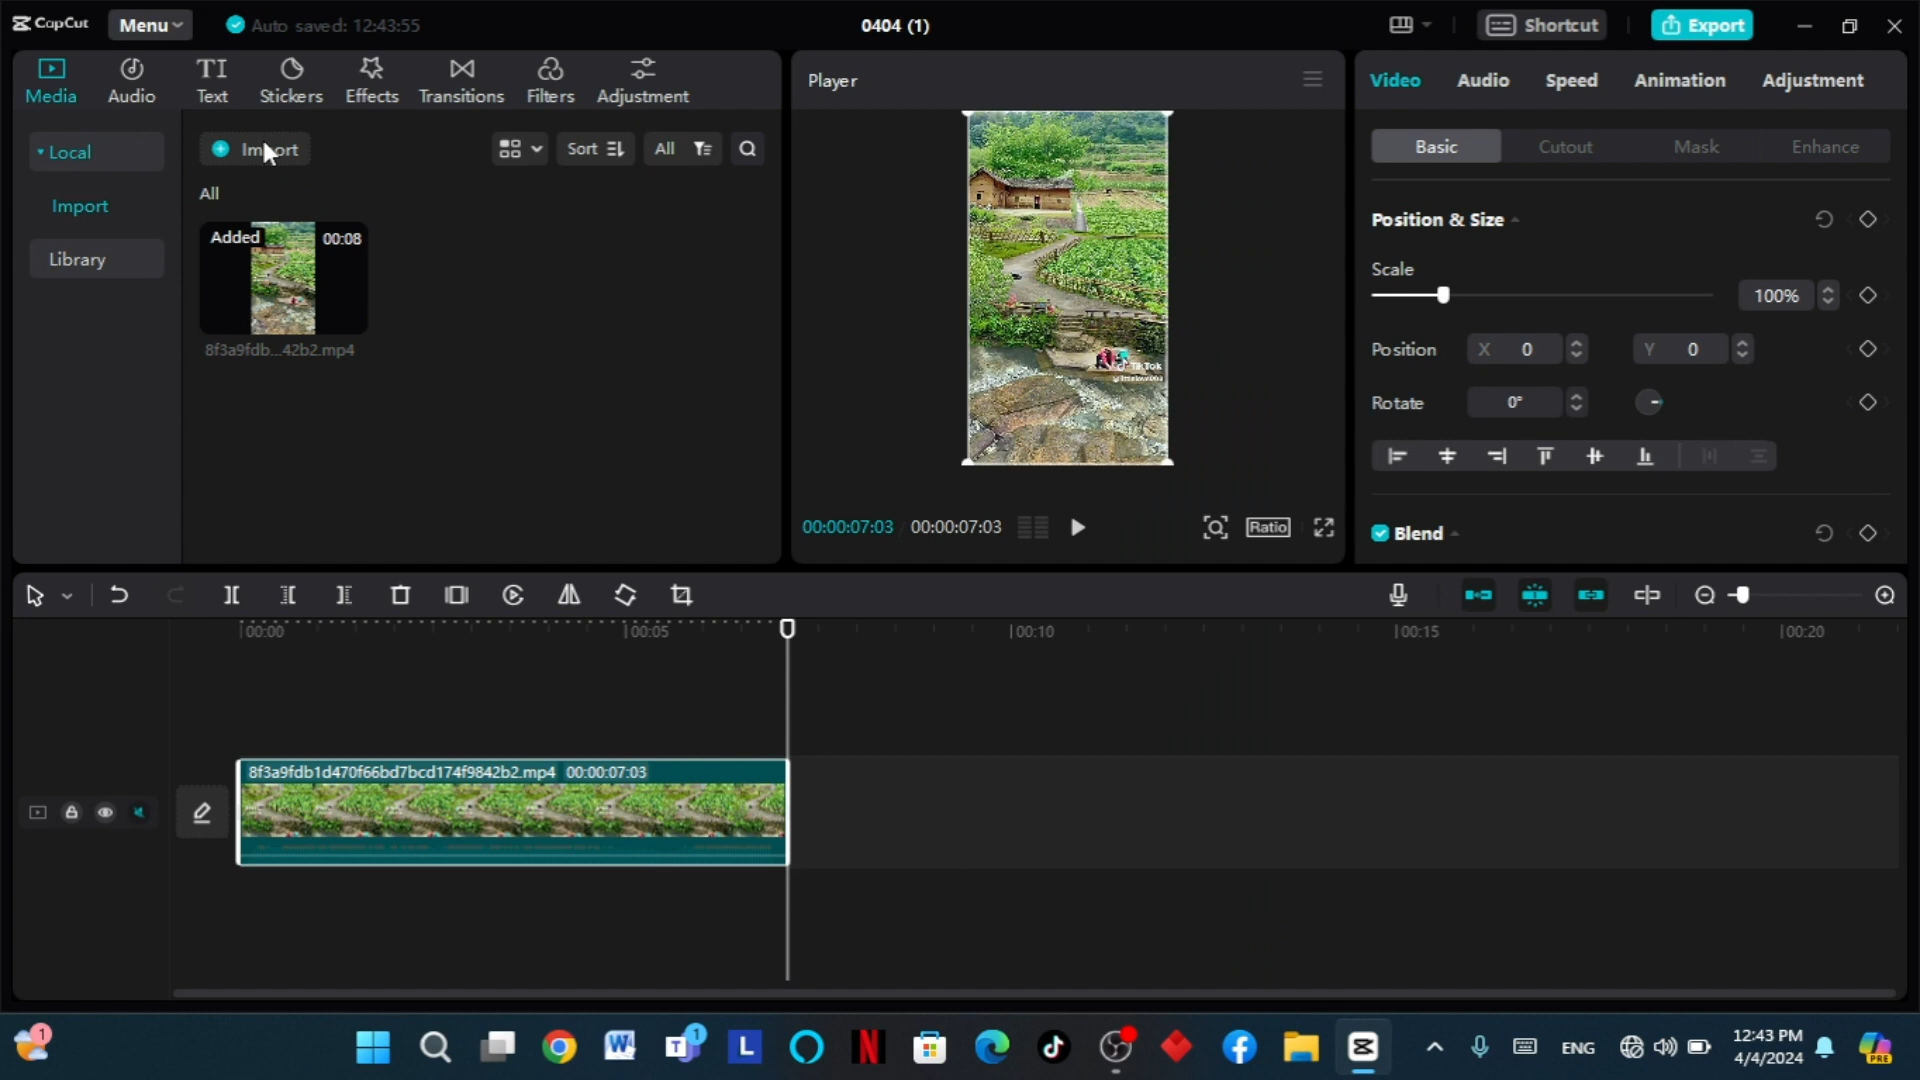 CapCut
Menu
Auto saved: 12:43:55
0404 (1)
Shortcut
Export
Media
Audio
Text
Stickers
Effects
Transitions
Filters
Adjustment
Player
Video
Audio
Speed
Animation
Adjustment
Local
Import
Sort
All
Basic
Cutout
Mask
Enhance
Import
Library
All
Added
00:08
8f3a9fdb...42b2.mp4
TikTok
Position & Size
Scale
100%
Position
X 0
Y 0
Rotate
0°
00:00:07:03
00:00:07:03
Ratio
Blend
00:00
00:05
00:10
00:15
00:20
8f3a9fdb1d470f66bd7bcd174f9842b2.mp4 00:00:07:03
1
1
ENG
12:43 PM
4/4/2024
PRE